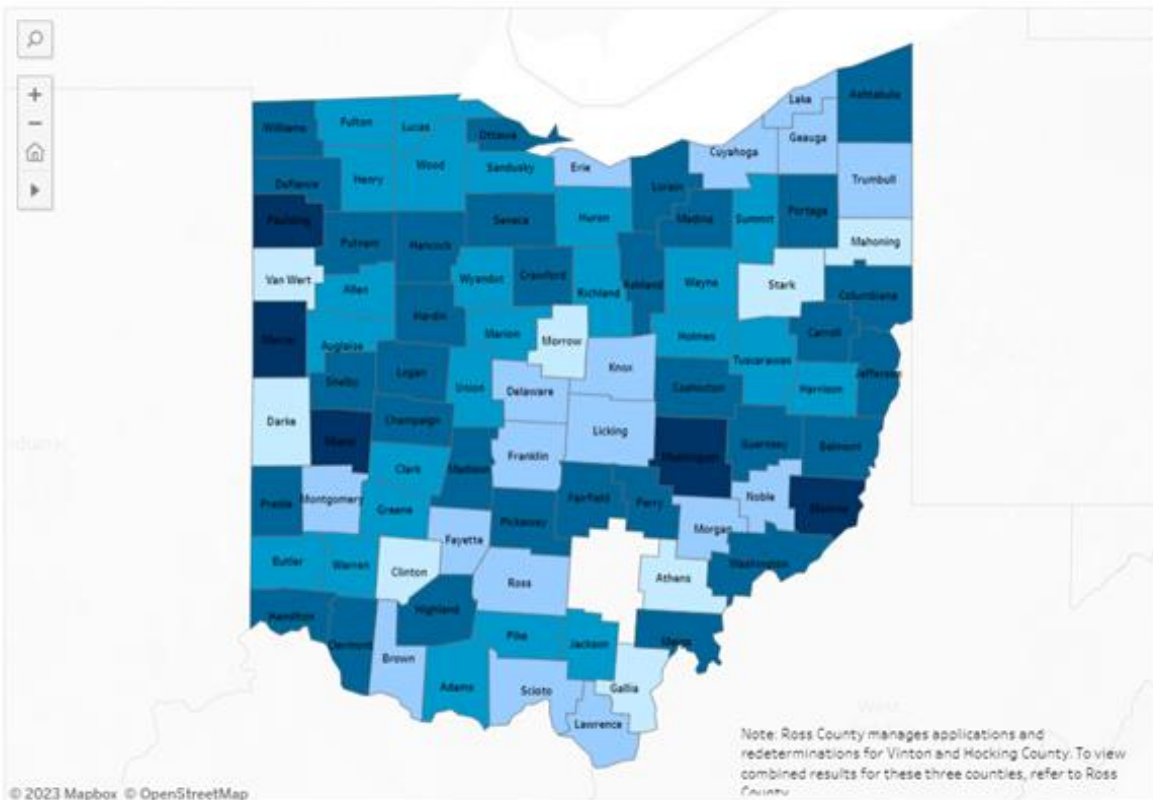 Lake
Ashtabula
Williams
Fulton
Lucas
Ottawa
Geauga
Cuyahoga
Wood
Sandusky
Erie
Trumbull
Henry
Defiance
Lorain
Paulding
Seneca
Huron
Medina
Summit
Portage
Putnam
Hancock
Mahoning
Van Wert
Wyandot
Crawford
Ashland
Wayne
Stark
Allen
Richland
Columbiana
Hardin
Mercer
Auglaize
Marion
Morrow
Holmes
Carroll
Tuscarawas
Knox
Logan
Jefferson
Shelby
Union
Delaware
Coshocton
Harrison
Darke
Champaign
Licking
Miami
Guernsey
Belmont
Franklin
Clark
Madison
Muskingum
Montgomery
Fairfield
Perry
Noble
Monroe
Preble
Greene
Pickaway
Morgan
Fayette
Butler
Warren
Clinton
Ross
Athens
Washington
Hamilton
Highland
Clermont
Pike
Jackson
Meigs
Brown
Adams
Scioto
Gallia
Lawrence
Note: Ross County manages applications and
redeterminations for Vinton and Hocking County. To view
combined results for these three counties, refer to Ross
County.
© 2023 Mapbox © OpenStreetMap